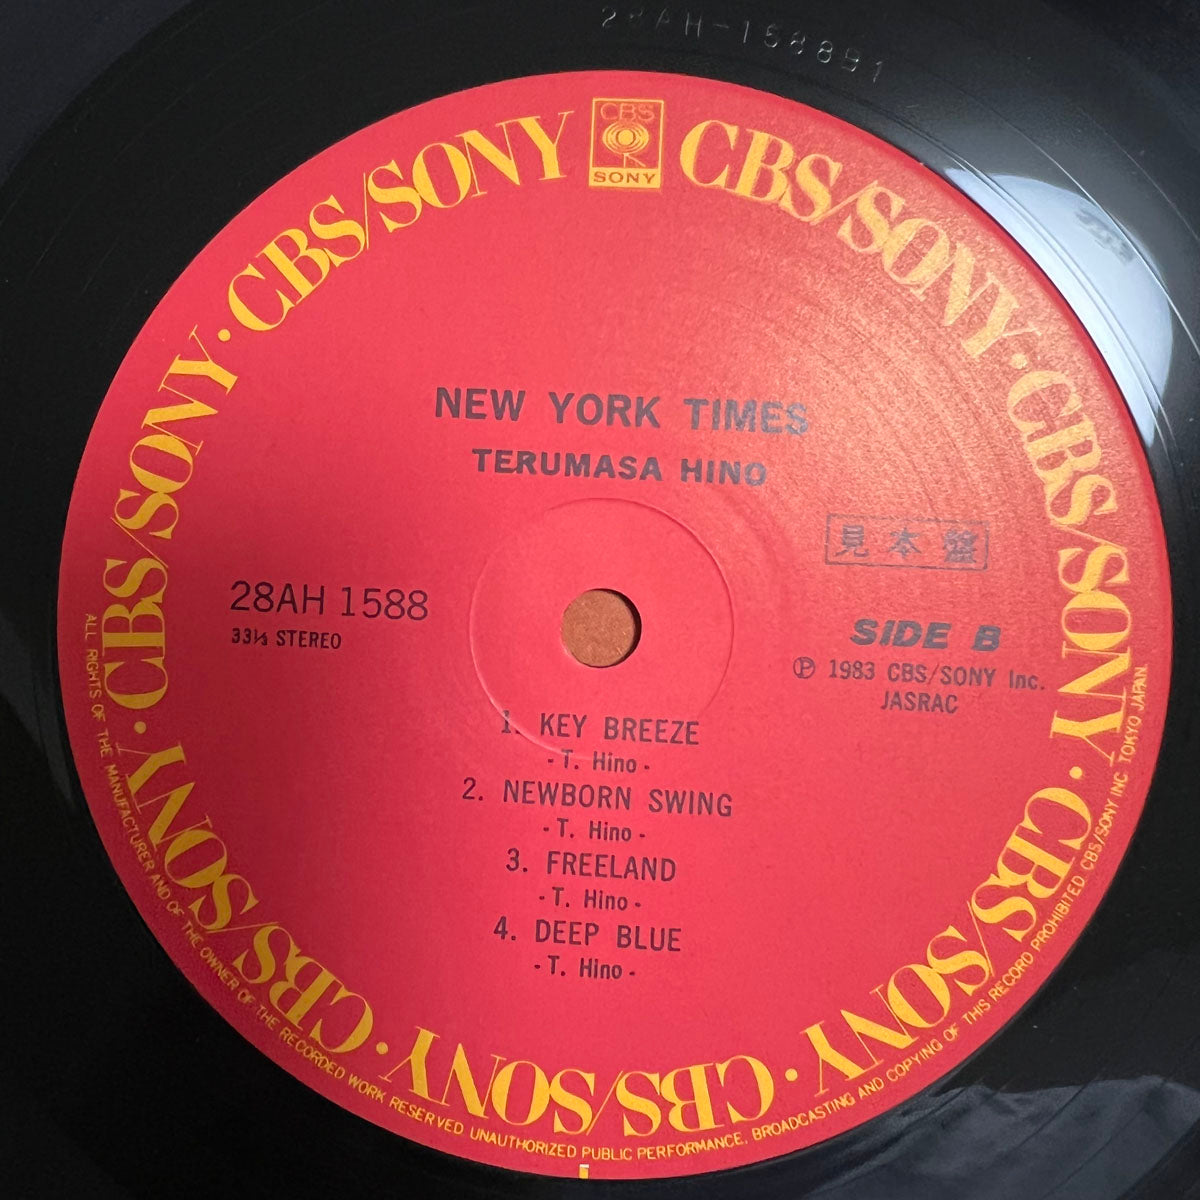 28AH-1588B1
CBS
SONY
CBS/SONY · CBS/SONY · CBS/SONY · CBS/SONY · CBS/SONY · CBS/SONY · CBS/SONY · CBS/SONY
NEW YORK TIMES
TERUMASA HINO
見本盤
28AH 1588
33⅓ STEREO
SIDE B
Ⓟ 1983 CBS/SONY Inc.
JASRAC
1. KEY BREEZE
- T. Hino -
2. NEWBORN SWING
- T. Hino -
3. FREELAND
- T. Hino -
4. DEEP BLUE
- T. Hino -
ALL RIGHTS OF THE MANUFACTURER AND OF THE OWNER OF THE RECORDED WORK RESERVED UNAUTHORIZED PUBLIC PERFORMANCE, BROADCASTING AND COPYING OF THIS RECORD PROHIBITED CBS/SONY INC TOKYO JAPAN.